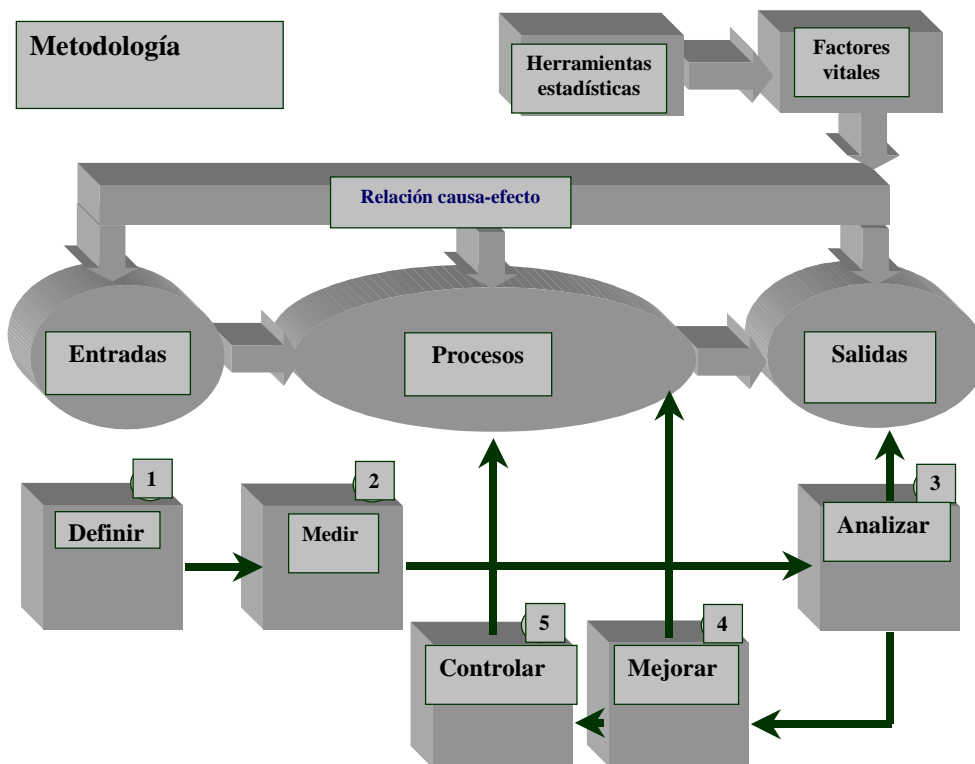 Metodología
Herramientas
estadísticas
Factores
vitales
Relación causa-efecto
Entradas
Procesos
Salidas
1
Definir
2
Medir
3
Analizar
5
Controlar
4
Mejorar